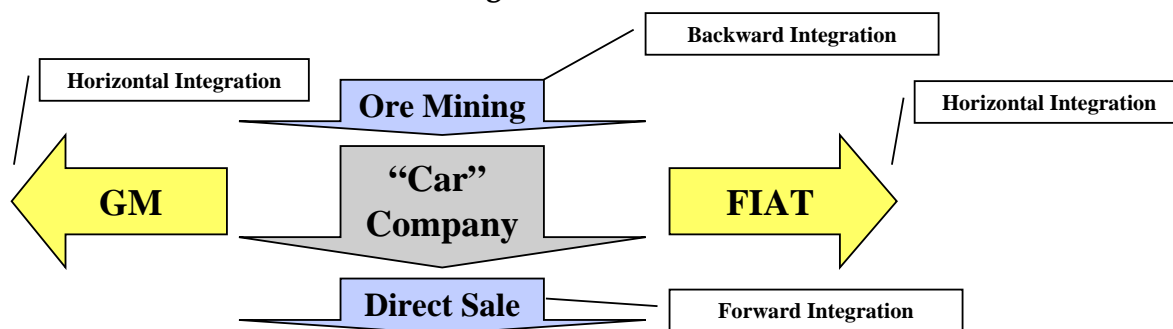 Backward Integration
Horizontal Integration
Ore Mining
Horizontal Integration
GM
“Car”
Company
FIAT
Direct Sale
Forward Integration